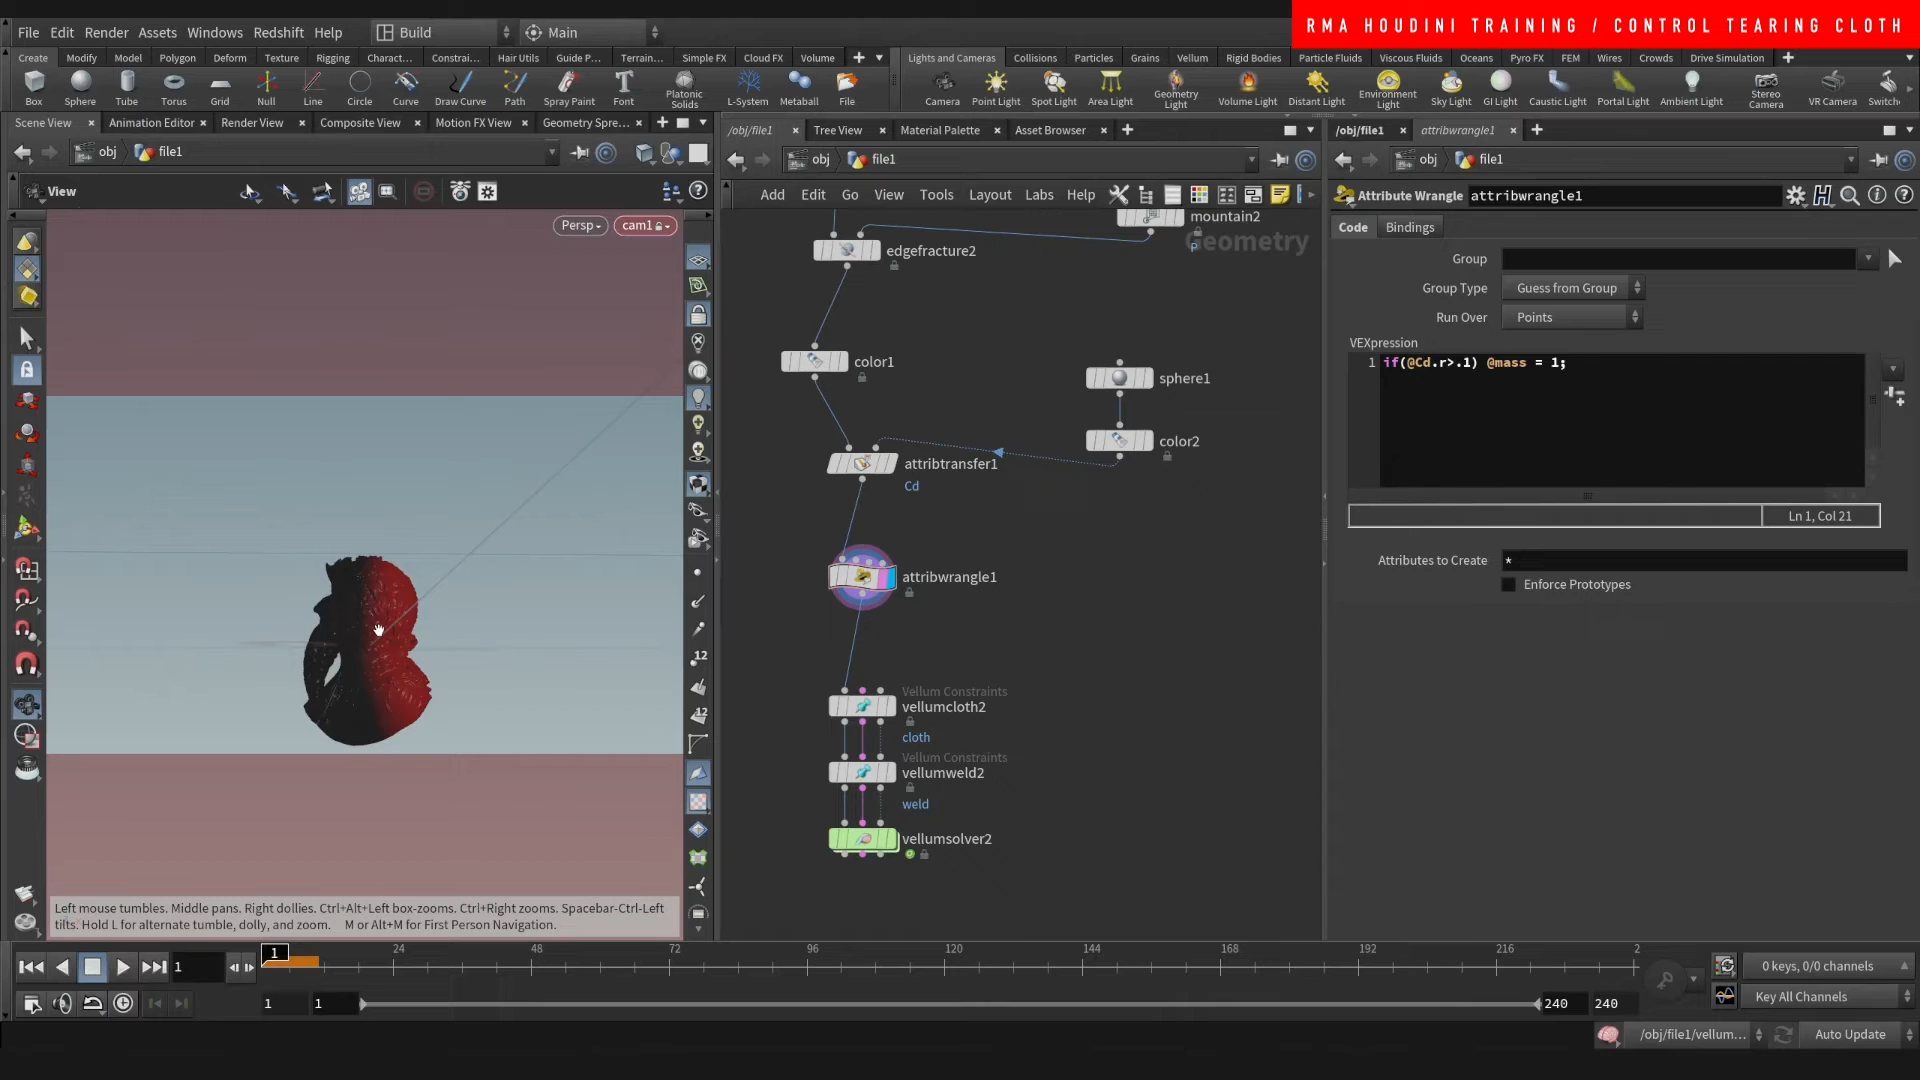 RMA HOUDINI TRAINING / CONTROL TEARING CLOTH
File Edit Render Assets Windows Redshift Help Build Main
Create Modify Model Polygon Deform Texture Rigging Charact... Constrai... Hair Utils Guide P... Terrain... Simple FX Cloud FX Volume
Lights and Cameras Collisions Particles Grains Vellum Rigid Bodies Particle Fluids Viscous Fluids Oceans Pyro FX FEM Wires Crowds Drive Simulation
Box Sphere Tube Torus Grid Null Line Circle Curve Draw Curve Path Spray Paint Font Platonic Solids L-System Metaball File
Camera Point Light Spot Light Area Light Geometry Light Volume Light Distant Light Environment Light Sky Light GI Light Caustic Light Portal Light Ambient Light Stereo Camera VR Camera Switch
Scene View Animation Editor Render View Composite View Motion FX View Geometry Spre...
/obj/file1 Tree View Material Palette Asset Browser
/obj/file1 attribwrangle1
obj file1
obj file1
obj file1
View
Add Edit Go View Tools Layout Labs Help
Attribute Wrangle attribwrangle1
Persp cam1
Code Bindings
Group
Group Type Guess from Group
Run Over Points
VEXpression
1 if(@Cd.r>.1) @mass = 1;
Ln 1, Col 21
Attributes to Create *
Enforce Prototypes
mountain2
P
Geometry
edgefracture2
color1
sphere1
color2
attribtransfer1
Cd
attribwrangle1
Vellum Constraints
vellumcloth2
cloth
Vellum Constraints
vellumweld2
weld
vellumsolver2
12
12
Left mouse tumbles. Middle pans. Right dollies. Ctrl+Alt+Left box-zooms. Ctrl+Right zooms. Spacebar-Ctrl-Left
tilts. Hold L for alternate tumble, dolly, and zoom. M or Alt+M for First Person Navigation.
1 1 24 48 72 96 120 144 168 192 216 2
0 keys, 0/0 channels
1 1 240 240
Key All Channels
/obj/file1/vellum... Auto Update